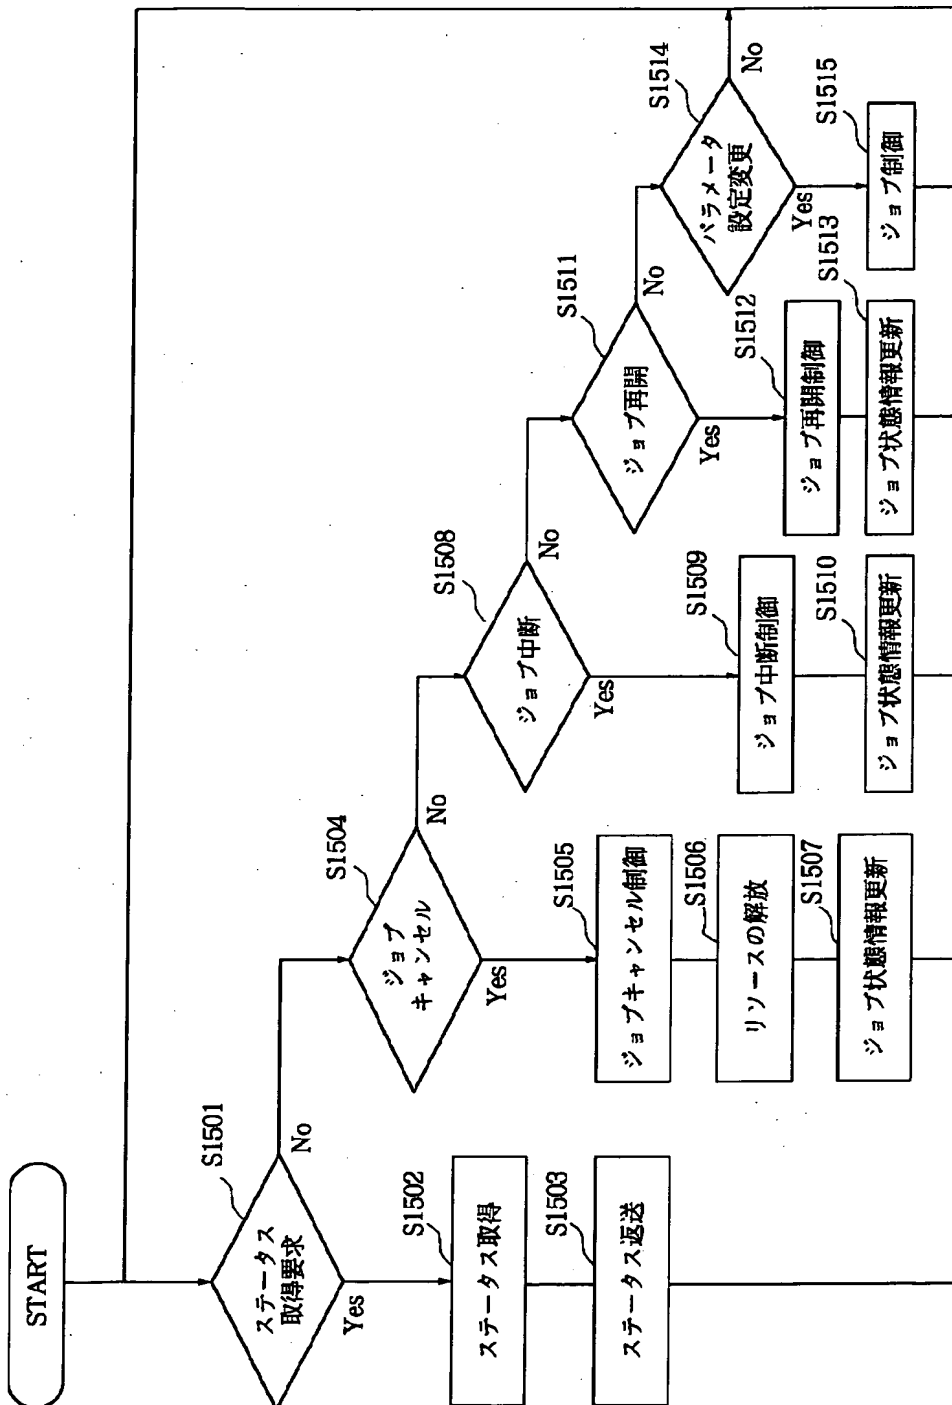 START
S1501
ステータス
取得要求
No
Yes
S1502
ステータス取得
S1503
ステータス返送
S1504
ジョブ
キャンセル
No
Yes
S1505
ジョブキャンセル制御
S1506
リソースの解放
S1507
ジョブ状態情報更新
S1508
ジョブ中断
No
Yes
S1509
ジョブ中断制御
S1510
ジョブ状態情報更新
S1511
ジョブ再開
No
Yes
S1512
ジョブ再開制御
S1513
ジョブ状態情報更新
S1514
パラメータ
設定変更
No
Yes
S1515
ジョブ制御